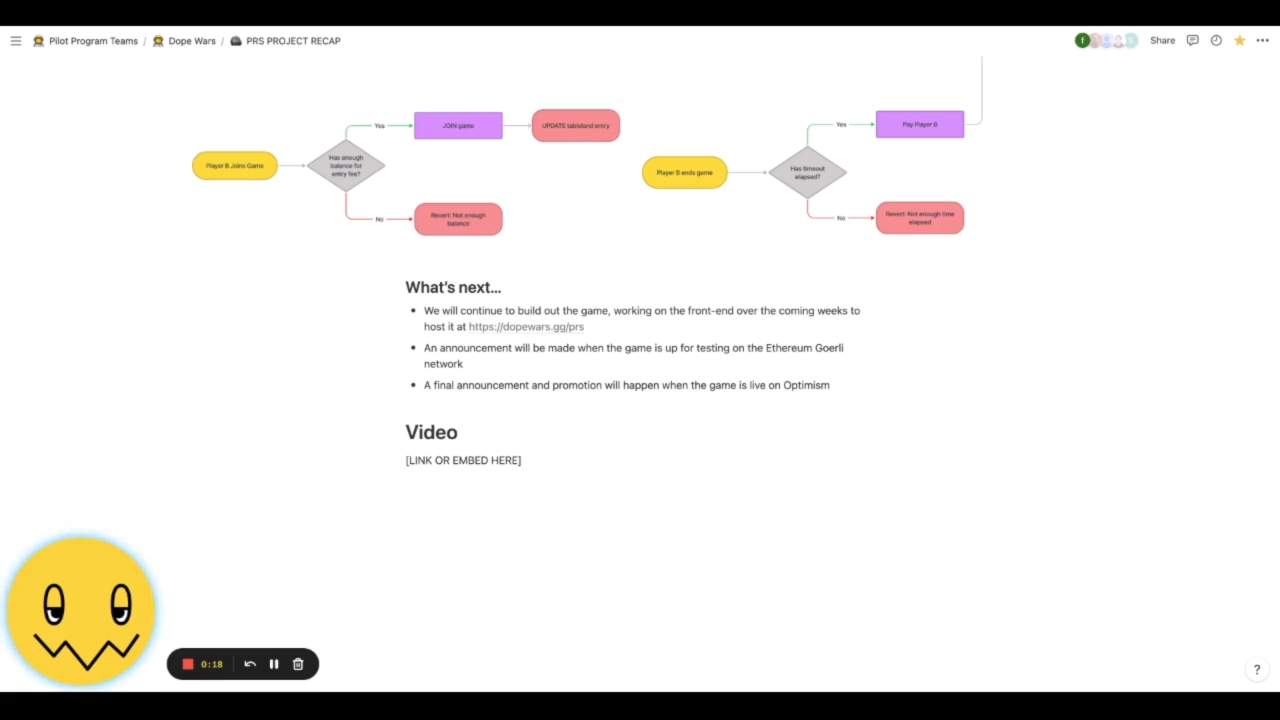 Pilot Program Teams / Dope Wars / PRS PROJECT RECAP
f
Share
Yes
JOIN game
UPDATE tableland entry
Player B Joins Game
Has enough
balance for
entry fee?
No
Revert: Not enough
balance
Yes
Pay Player B
Player B ends game
Has timeout
elapsed?
No
Revert: Not enough time
elapsed
What's next...
• We will continue to build out the game, working on the front-end over the coming weeks to
host it at https://dopewars.gg/prs
• An announcement will be made when the game is up for testing on the Ethereum Goerli
network
• A final announcement and promotion will happen when the game is live on Optimism
Video
[LINK OR EMBED HERE]
0:18
?